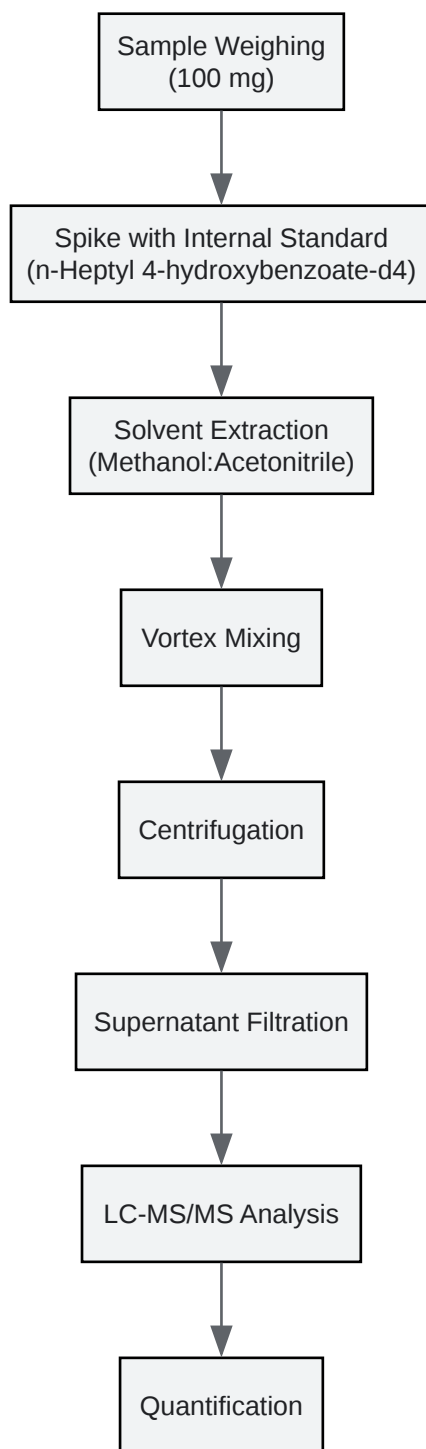 Sample Weighing
(100 mg)
Spike with Internal Standard
(n-Heptyl 4-hydroxybenzoate-d4)
Solvent Extraction
(Methanol:Acetonitrile)
Vortex Mixing
Centrifugation
Supernatant Filtration
LC-MS/MS Analysis
Quantification